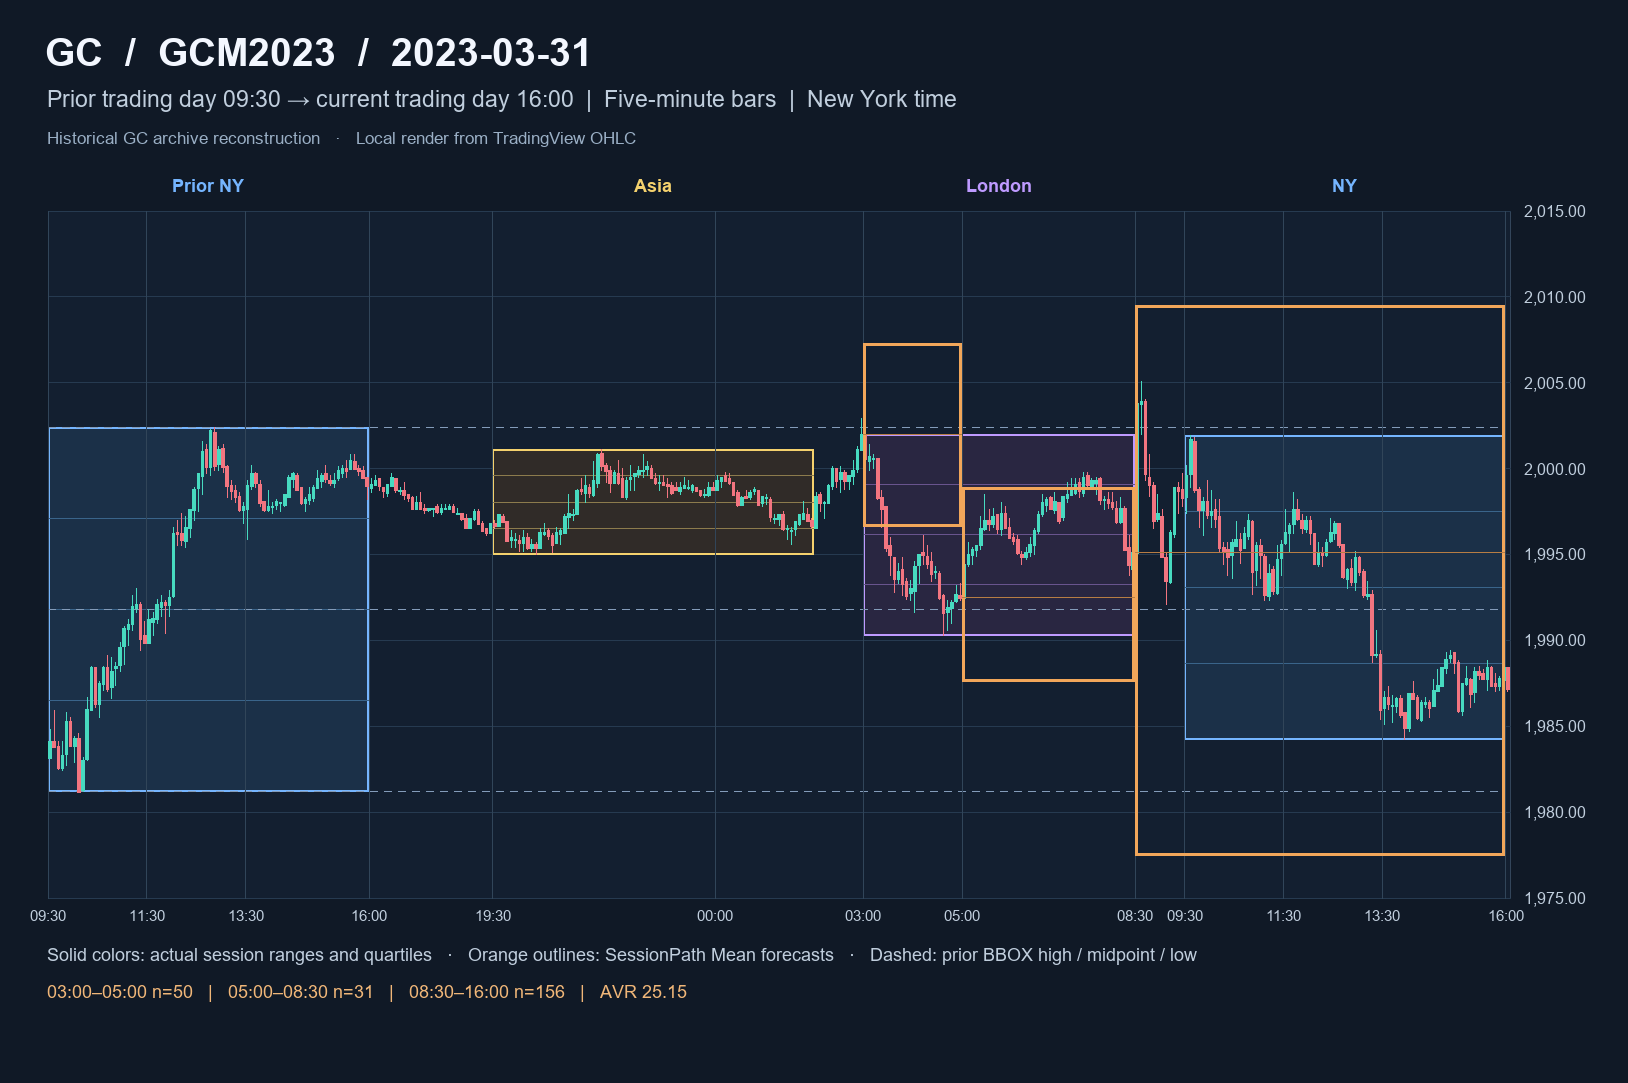 GC / GCM2023 / 2023-03-31
Prior trading day 09:30 → current trading day 16:00 | Five-minute bars | New York time
Historical GC archive reconstruction · Local render from TradingView OHLC
Prior NY Asia London NY
2,015.00
2,010.00
2,005.00
2,000.00
1,995.00
1,990.00
1,985.00
1,980.00
1,975.00
09:30 11:30 13:30 16:00 19:30 00:00 03:00 05:00 08:30 09:30 11:30 13:30 16:00
Solid colors: actual session ranges and quartiles · Orange outlines: SessionPath Mean forecasts · Dashed: prior BBOX high / midpoint / low
03:00–05:00 n=50 | 05:00–08:30 n=31 | 08:30–16:00 n=156 | AVR 25.15